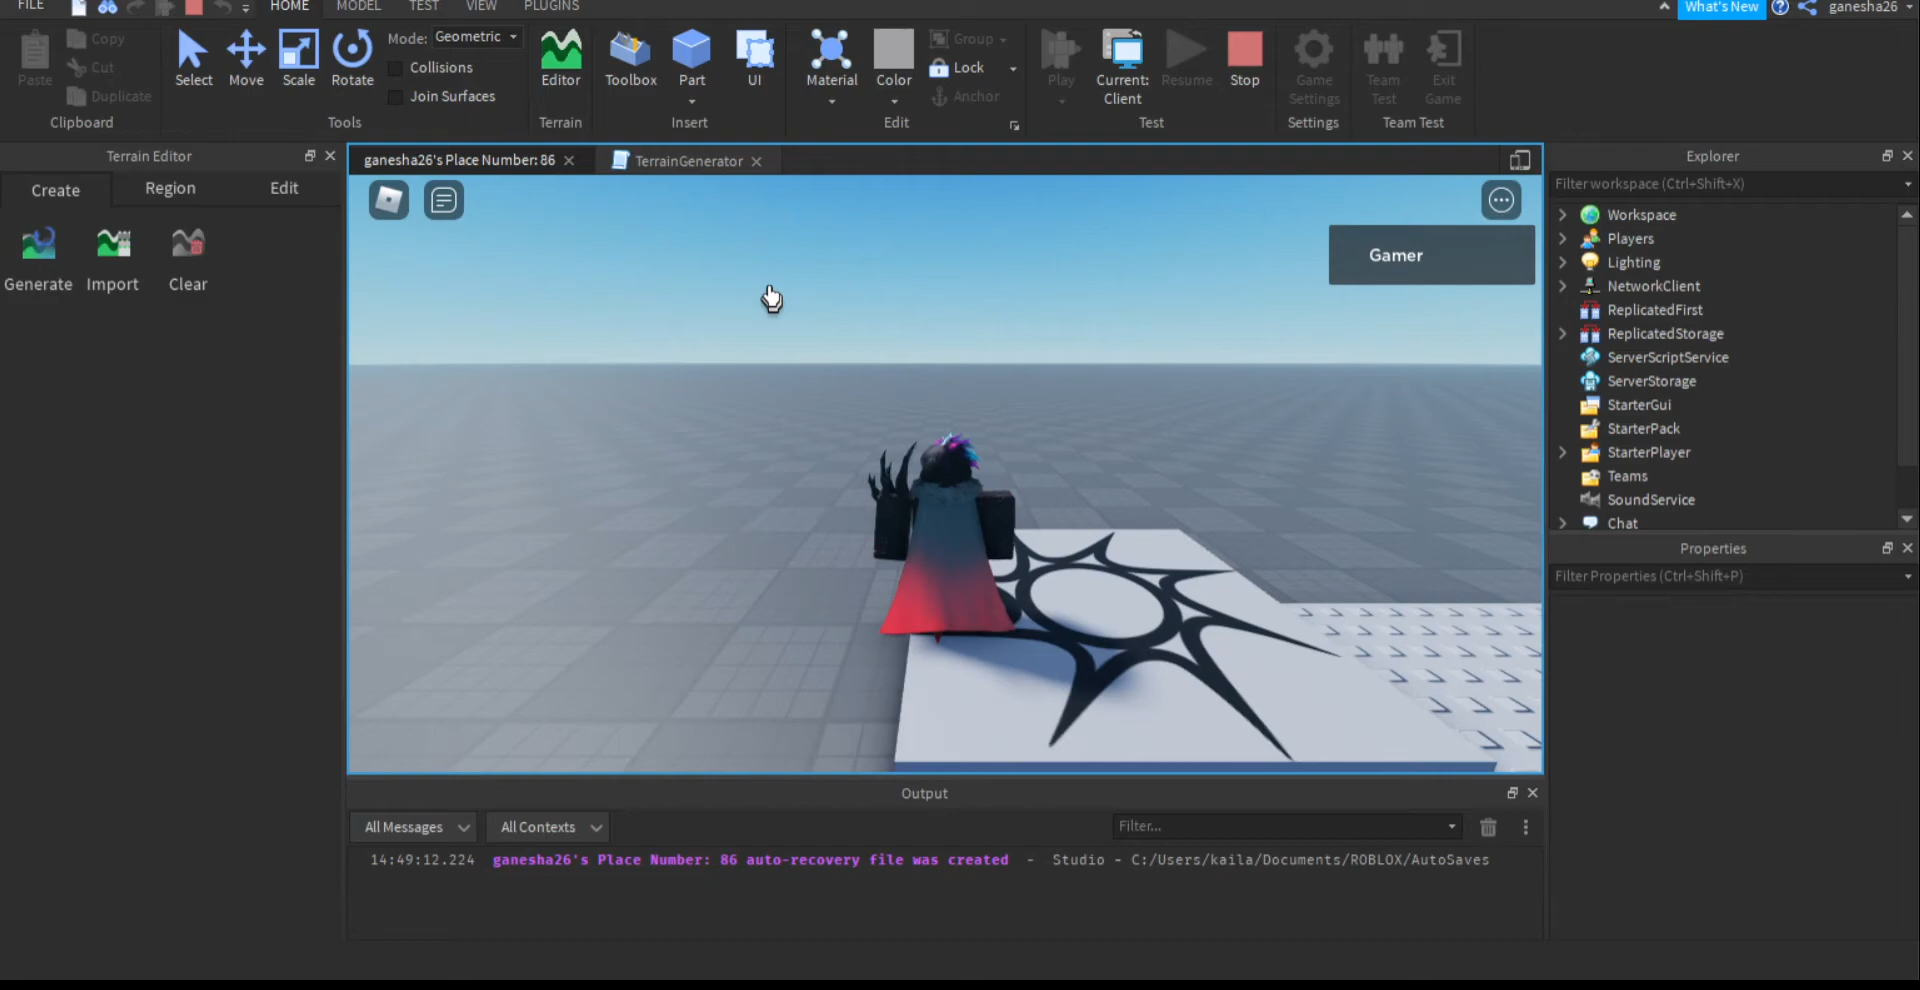 FILE HOME MODEL TEST VIEW PLUGINS What's New ganesha26
Paste Copy Cut Duplicate
Clipboard
Select Move Scale Rotate
Mode: Geometric
Collisions
Join Surfaces
Tools
Editor
Terrain
Toolbox Part UI
Insert
Material Color Group Lock Anchor
Edit
Play Current: Client Resume Stop
Test
Game Settings
Settings
Team Test Exit Game
Team Test
Terrain Editor
Create Region Edit
Generate Import Clear
ganesha26's Place Number: 86 TerrainGenerator
Gamer
Explorer
Filter workspace (Ctrl+Shift+X)
Workspace
Players
Lighting
NetworkClient
ReplicatedFirst
ReplicatedStorage
ServerScriptService
ServerStorage
StarterGui
StarterPack
StarterPlayer
Teams
SoundService
Chat
Properties
Filter Properties (Ctrl+Shift+P)
Output
All Messages All Contexts Filter...
14:49:12.224 ganesha26's Place Number: 86 auto-recovery file was created - Studio - C:/Users/kaila/Documents/ROBLOX/AutoSaves